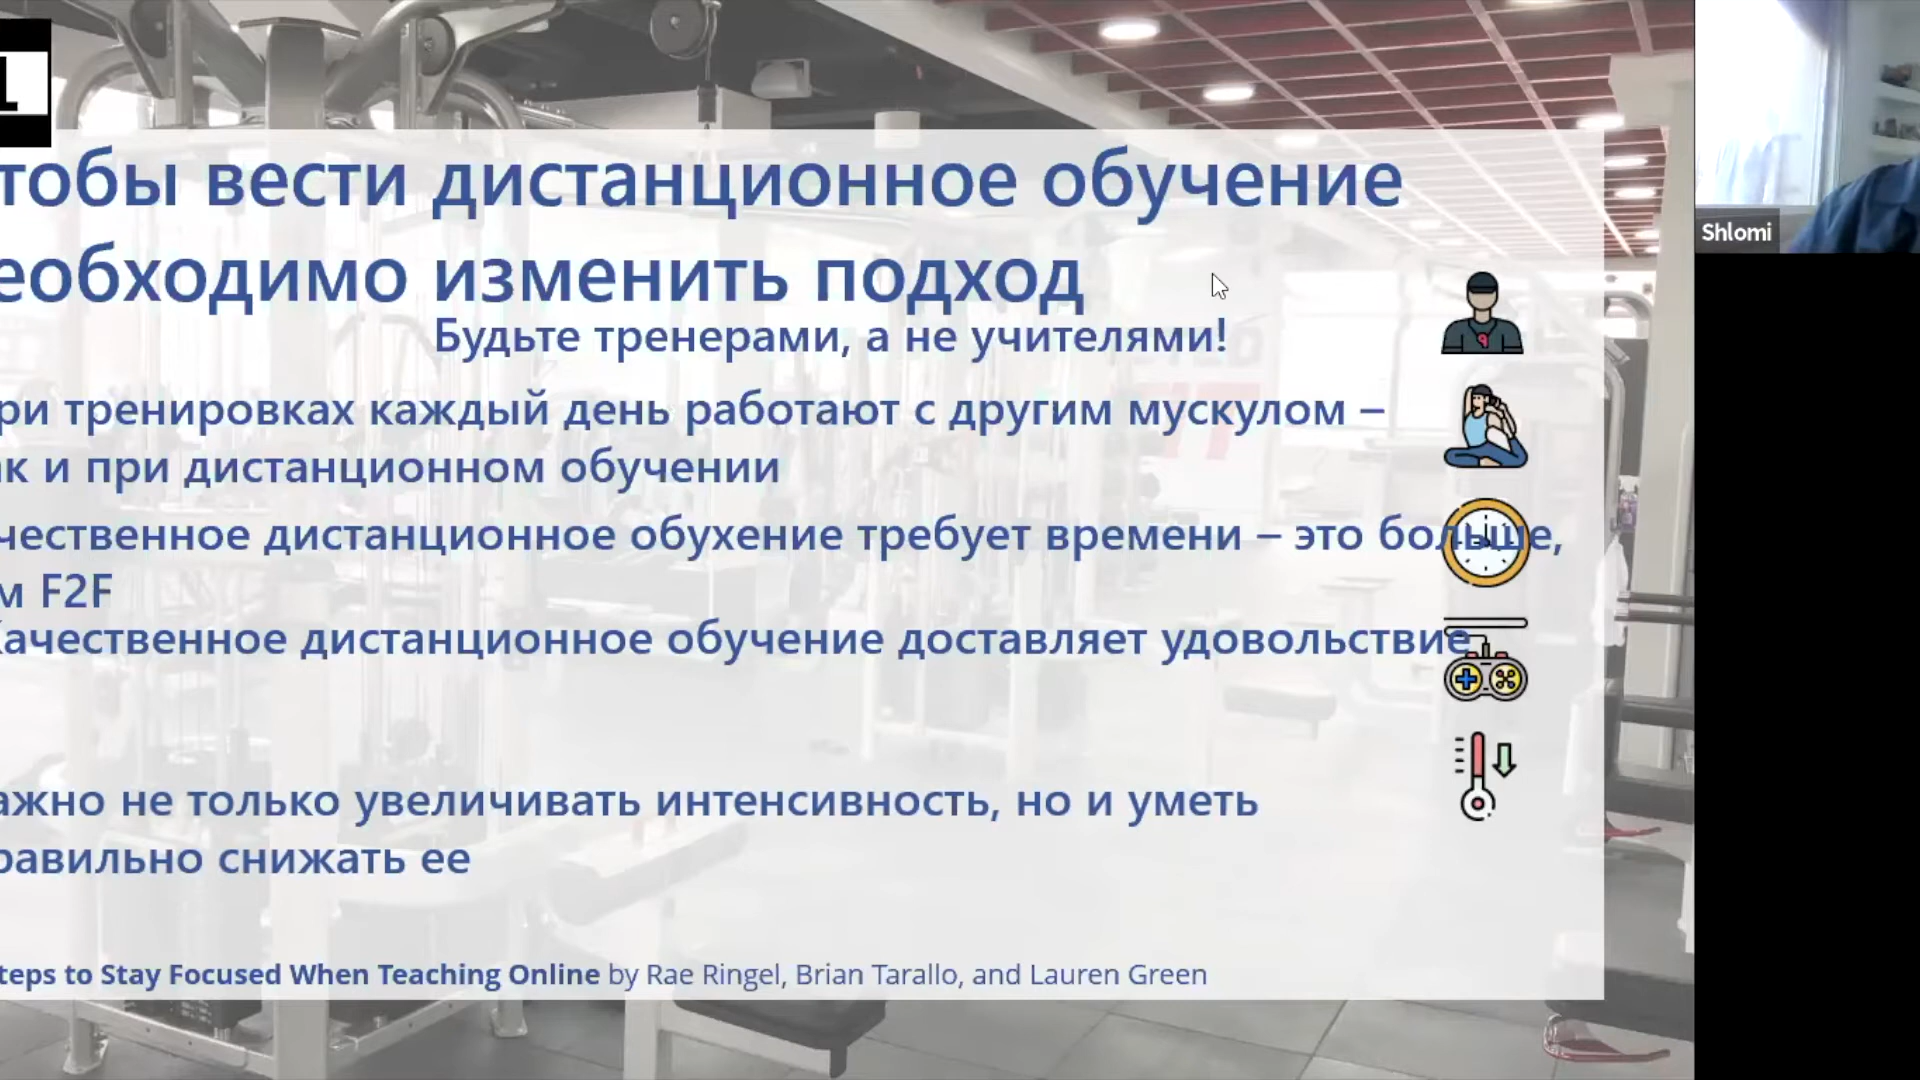 1
тобы вести дистанционное обучение
еобходимо изменить подход
Будьте тренерами, а не учителями!
ри тренировках каждый день работают с другим мускулом –
ак и при дистанционном обучении
чественное дистанционное обухение требует времени – это больше,
м F2F
Качественное дистанционное обучение доставляет удовольствие
ажно не только увеличивать интенсивность, но и уметь
равильно снижать ее
teps to Stay Focused When Teaching Online by Rae Ringel, Brian Tarallo, and Lauren Green
Shlomi